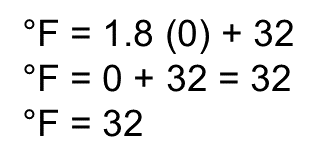 °F = 1.8 (0) + 32
°F = 0 + 32 = 32
°F = 32